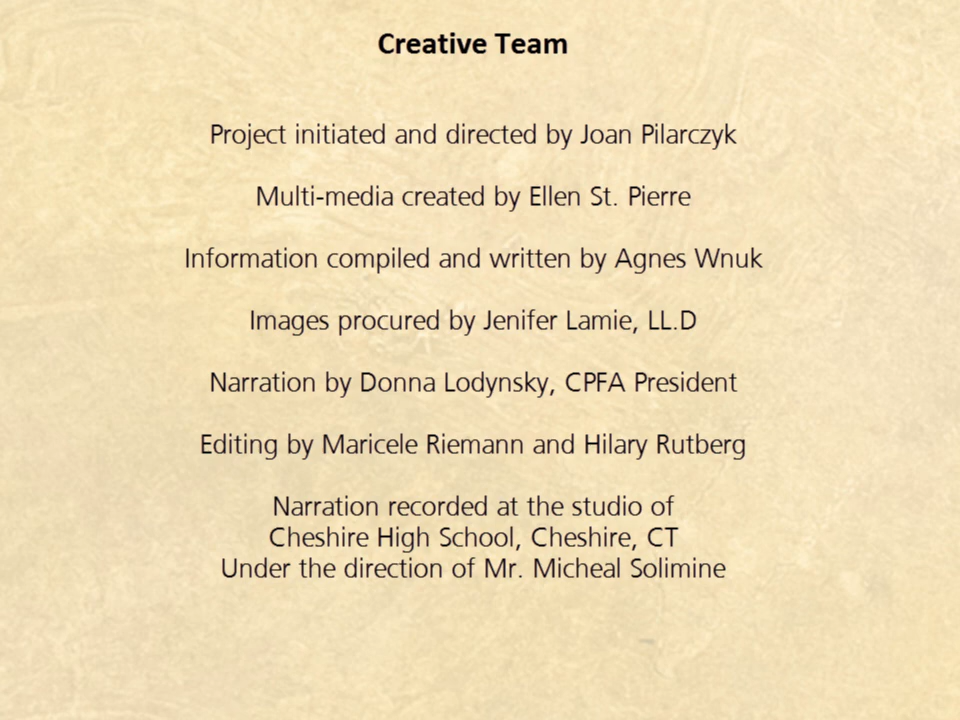 Creative Team
Project initiated and directed by Joan Pilarczyk
Multi-media created by Ellen St. Pierre
Information compiled and written by Agnes Wnuk
Images procured by Jenifer Lamie, LL.D
Narration by Donna Lodynsky, CPFA President
Editing by Maricele Riemann and Hilary Rutberg
Narration recorded at the studio of
Cheshire High School, Cheshire, CT
Under the direction of Mr. Micheal Solimine